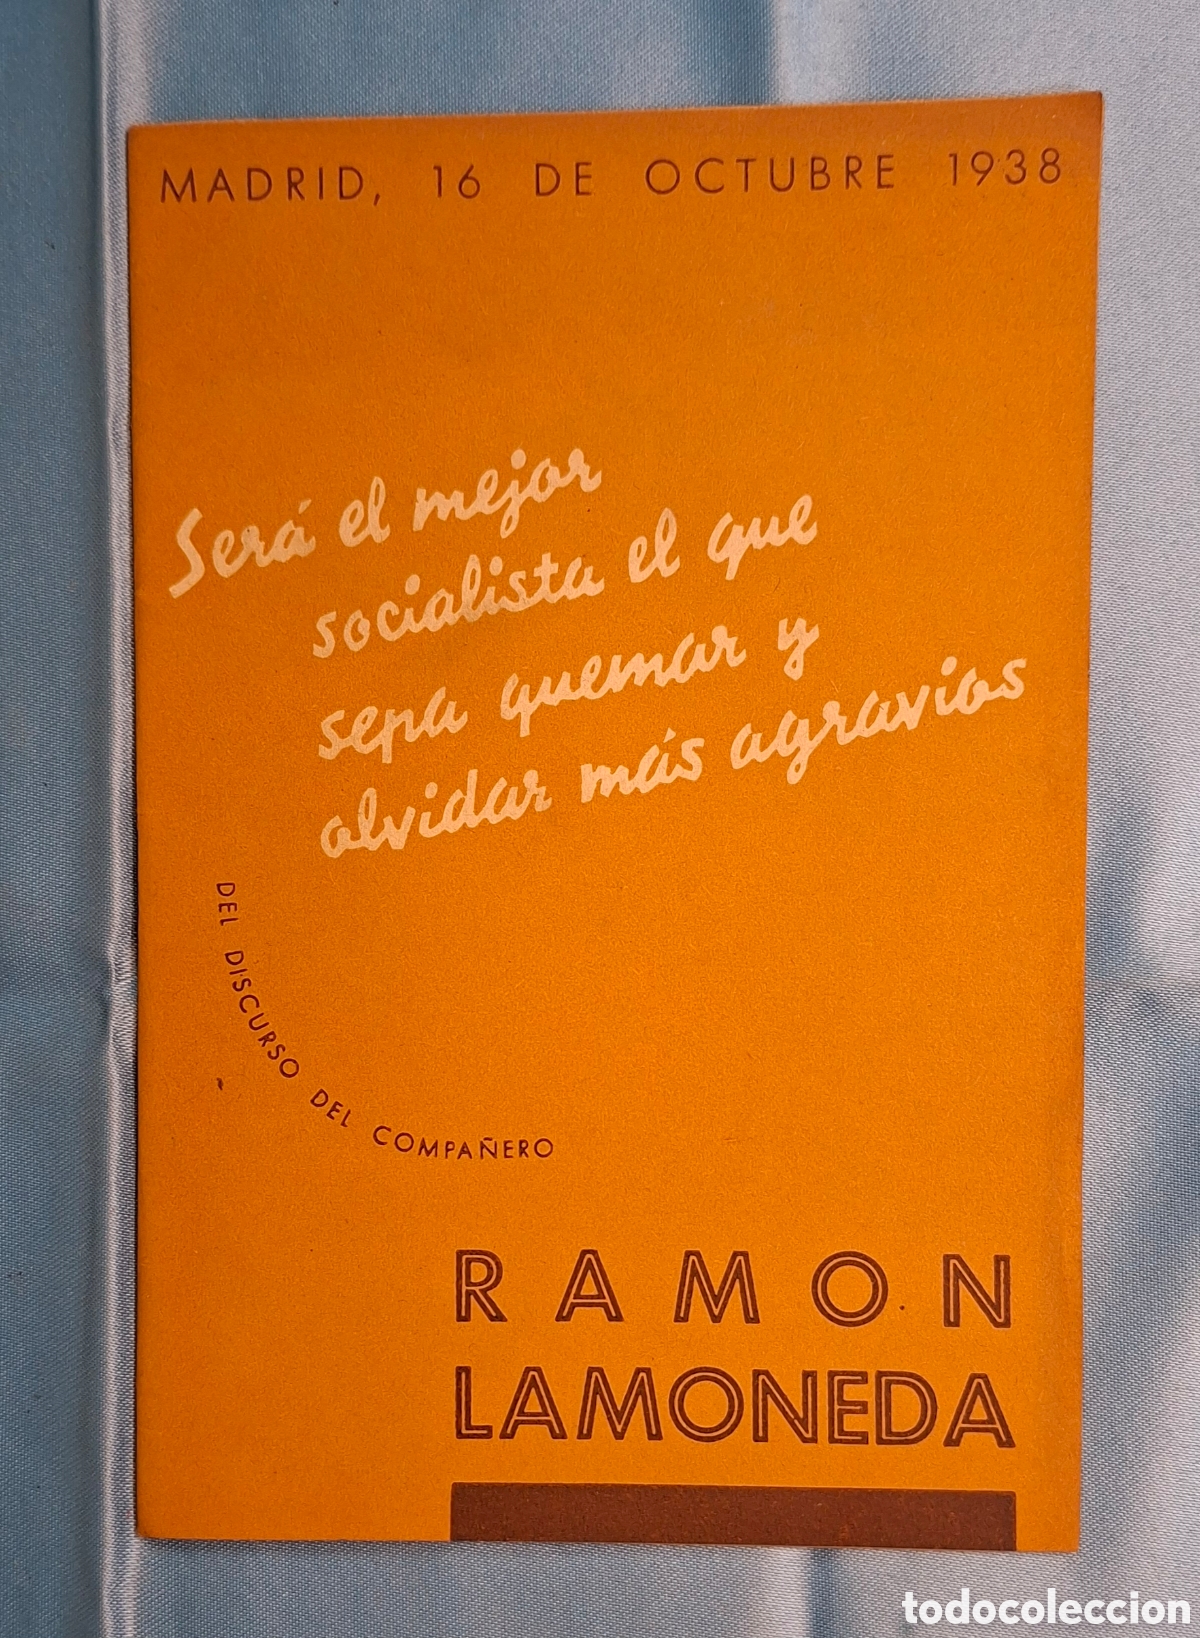 MADRID, 16 DE OCTUBRE 1938
Será el mejor
socialista el que
sepa quemar y
olvidar más agravios
DEL DISCURSO DEL COMPAÑERO
RAMON
LAMONEDA
todocoleccion